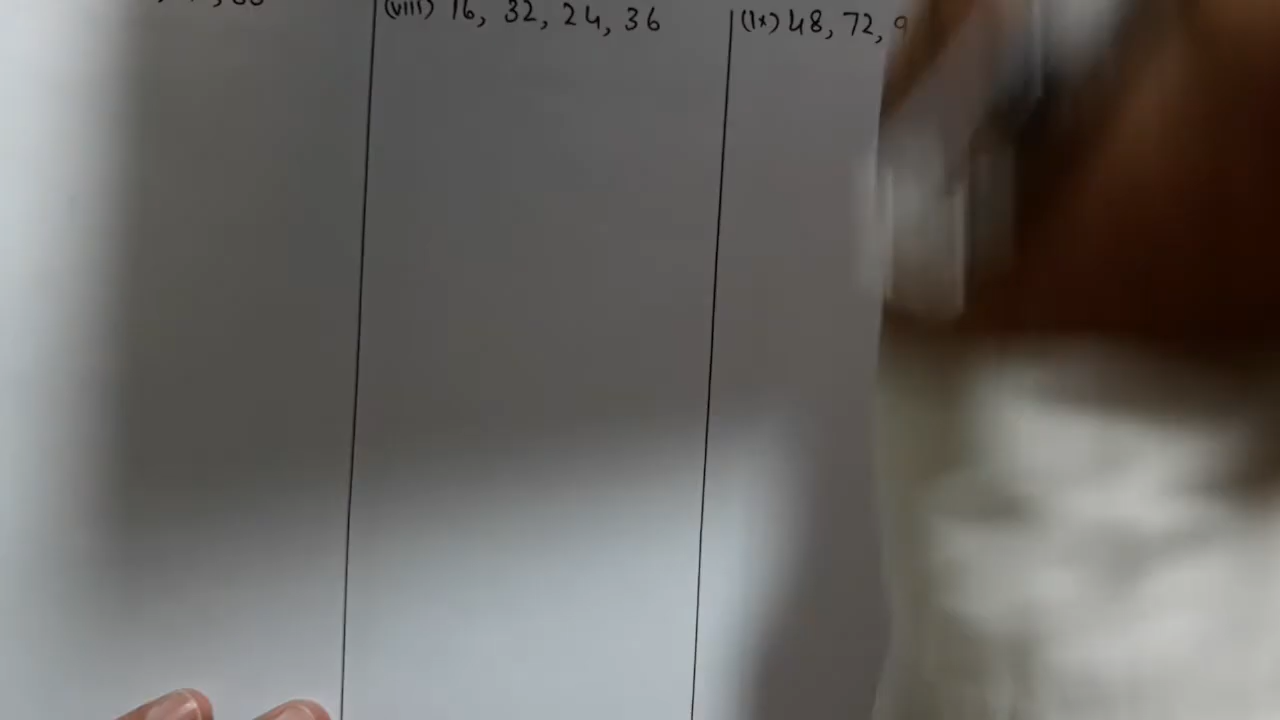 (viii) 16, 32, 24, 36
(ix) 48, 72,